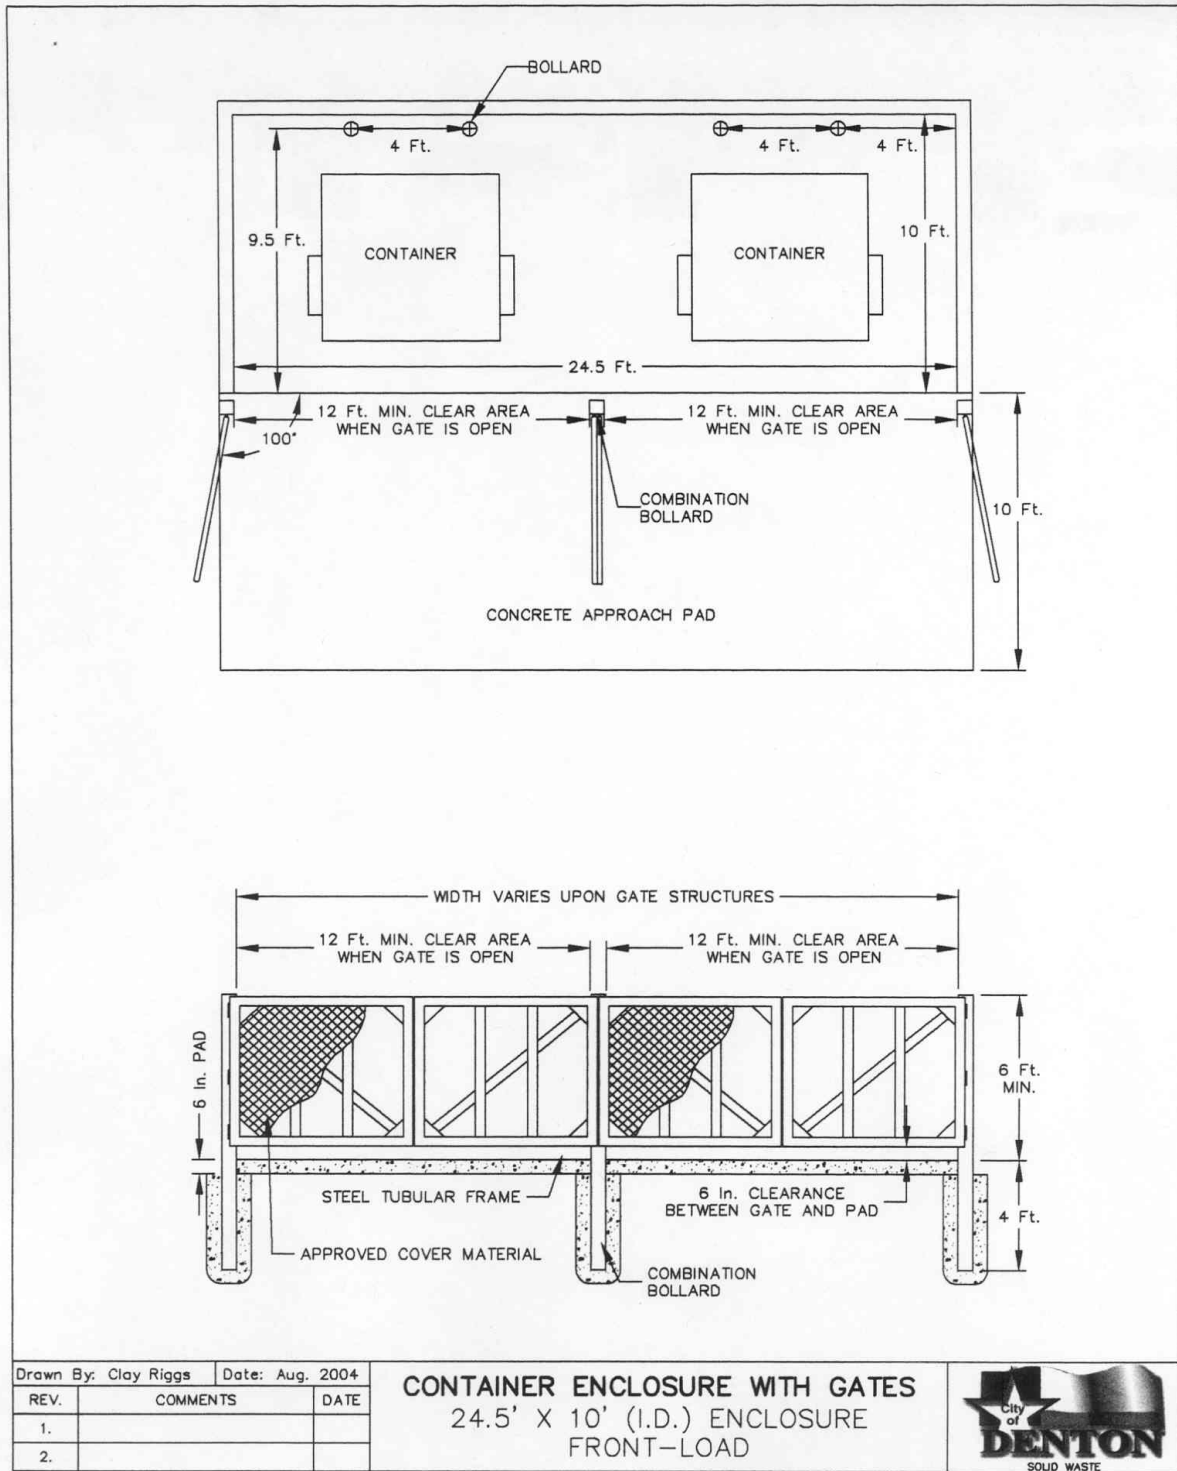 BOLLARD
4 Ft.
4 Ft.
4 Ft.
9.5 Ft.
CONTAINER
CONTAINER
10 Ft.
24.5 Ft.
12 Ft. MIN. CLEAR AREA
WHEN GATE IS OPEN
12 Ft. MIN. CLEAR AREA
WHEN GATE IS OPEN
100°
COMBINATION
BOLLARD
10 Ft.
CONCRETE APPROACH PAD
WIDTH VARIES UPON GATE STRUCTURES
12 Ft. MIN. CLEAR AREA
WHEN GATE IS OPEN
12 Ft. MIN. CLEAR AREA
WHEN GATE IS OPEN
6 In. PAD
6 Ft.
MIN.
STEEL TUBULAR FRAME
6 In. CLEARANCE
BETWEEN GATE AND PAD
4 Ft.
APPROVED COVER MATERIAL
COMBINATION
BOLLARD
Drawn By: Clay Riggs Date: Aug. 2004
REV. COMMENTS DATE
1.
2.
CONTAINER ENCLOSURE WITH GATES
24.5' X 10' (I.D.) ENCLOSURE
FRONT-LOAD
City
of
DENTON
SOLID WASTE